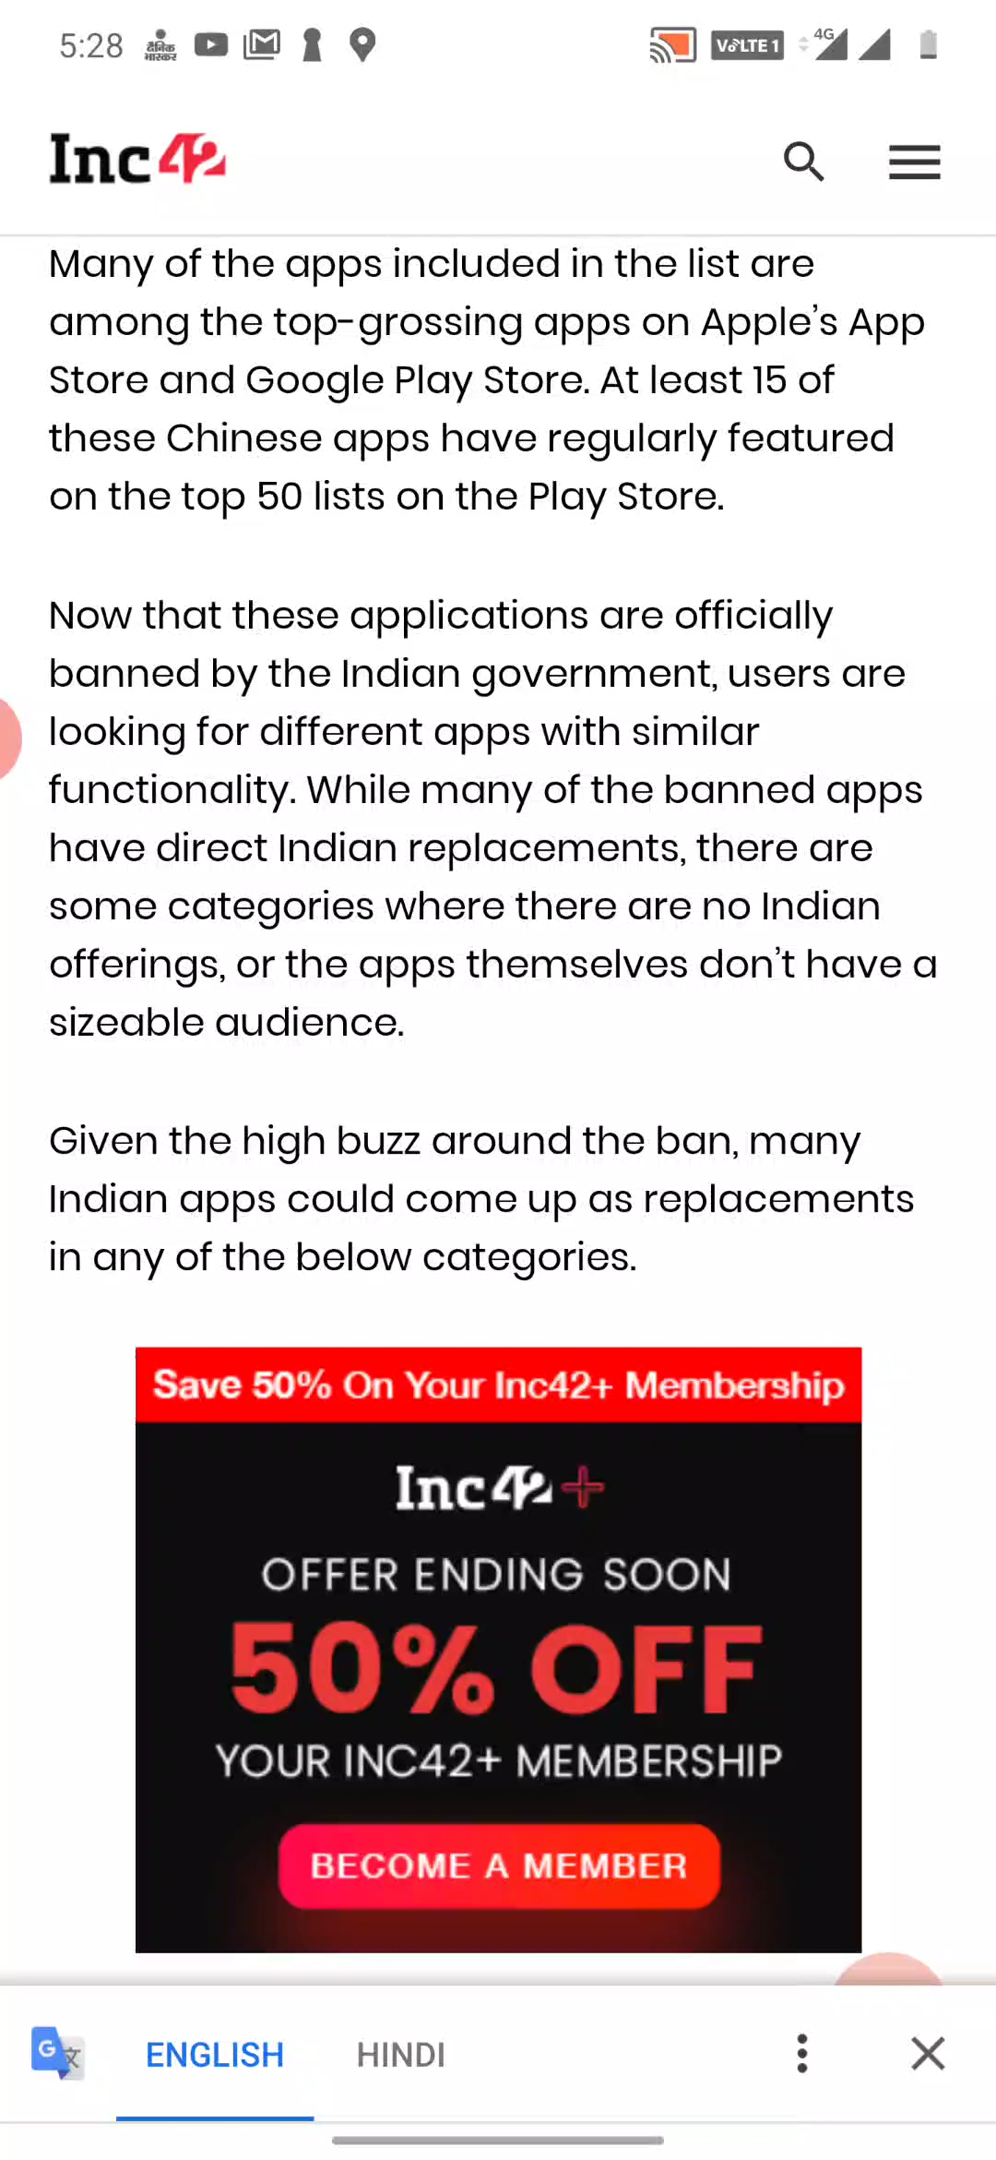 5:28 दैनिक भास्कर VoLTE 1 4G
Inc42
Many of the apps included in the list are
among the top-grossing apps on Apple’s App
Store and Google Play Store. At least 15 of
these Chinese apps have regularly featured
on the top 50 lists on the Play Store.
Now that these applications are officially
banned by the Indian government, users are
looking for different apps with similar
functionality. While many of the banned apps
have direct Indian replacements, there are
some categories where there are no Indian
offerings, or the apps themselves don’t have a
sizeable audience.
Given the high buzz around the ban, many
Indian apps could come up as replacements
in any of the below categories.
Save 50% On Your Inc42+ Membership
Inc42+
OFFER ENDING SOON
50% OFF
YOUR INC42+ MEMBERSHIP
BECOME A MEMBER
G 文 ENGLISH HINDI